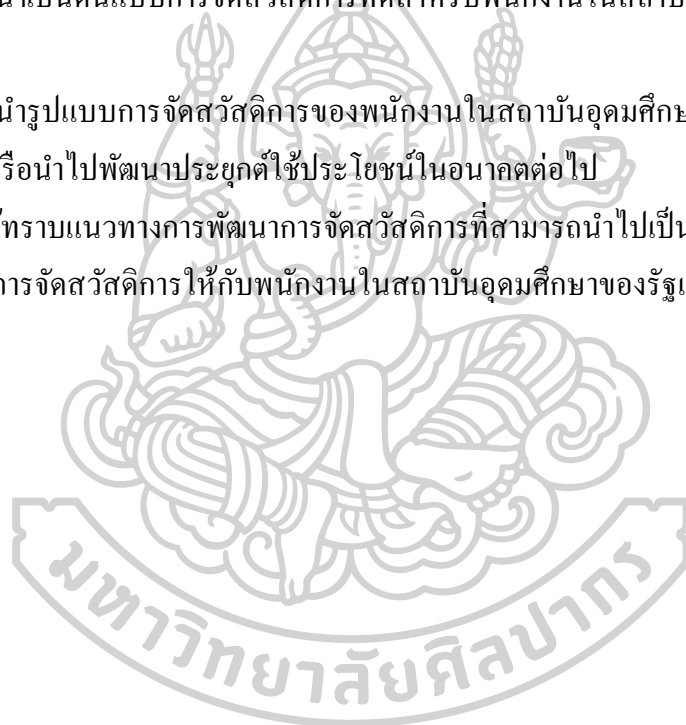 นำรูปแบบการจัดสวัสดิการของพนักงานในสถาบันอุดมศึกษ
รือนำไปพัฒนาประยุกต์ใช้ประโยชน์ในอนาคตต่อไป
ทราบแนวทางการพัฒนาการจัดสวัสดิการที่สามารถนำไปเป็น
การจัดสวัสดิการให้กับพนักงานในสถาบันอุดมศึกษาของรัฐ
มหาวิทยาลัยศิลปากร